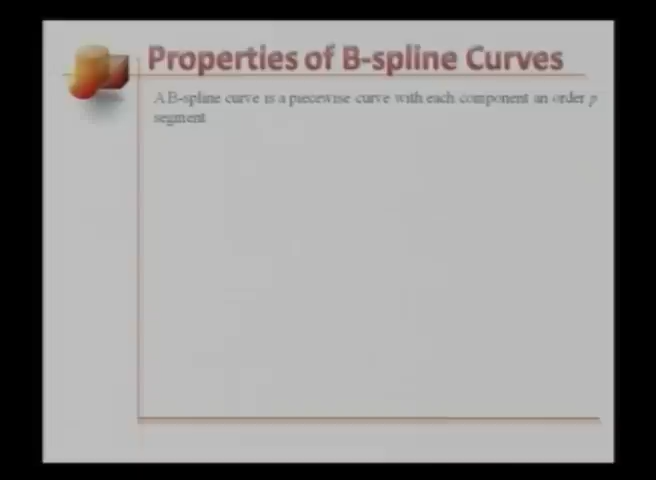 Properties of B-spline Curves
A B-spline curve is a piecewise curve with each component an order p
segment